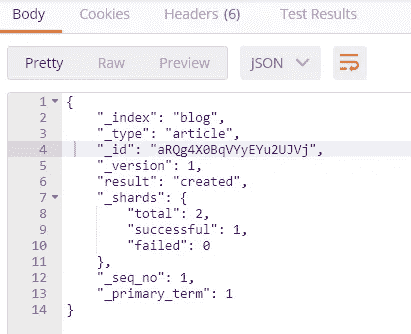 Body Cookies Headers (6) Test Results
Pretty Raw Preview JSON
1 {
2 "_index": "blog",
3 "_type": "article",
4 "_id": "aRQg4X0BqVYyEYu2UJVj",
5 "_version": 1,
6 "result": "created",
7 "_shards": {
8 "total": 2,
9 "successful": 1,
10 "failed": 0
11 },
12 "_seq_no": 1,
13 "_primary_term": 1
14 }